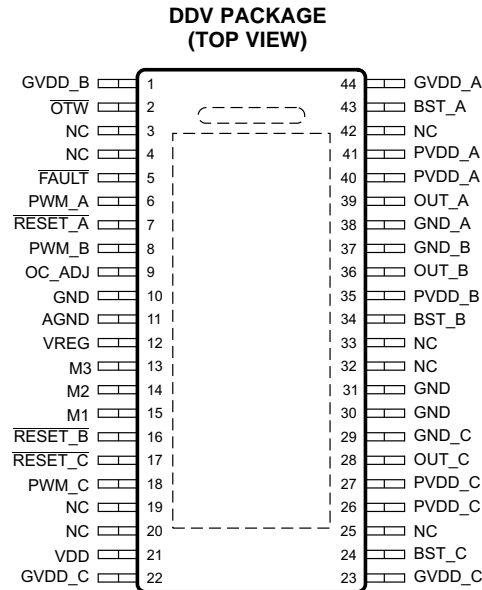 DDV PACKAGE
(TOP VIEW)
GVDD_B 1 44 GVDD_A
OTW 2 43 BST_A
NC 3 42 NC
NC 4 41 PVDD_A
FAULT 5 40 PVDD_A
PWM_A 6 39 OUT_A
RESET_A 7 38 GND_A
PWM_B 8 37 GND_B
OC_ADJ 9 36 OUT_B
GND 10 35 PVDD_B
AGND 11 34 BST_B
VREG 12 33 NC
M3 13 32 NC
M2 14 31 GND
M1 15 30 GND
RESET_B 16 29 GND_C
RESET_C 17 28 OUT_C
PWM_C 18 27 PVDD_C
NC 19 26 PVDD_C
NC 20 25 NC
VDD 21 24 BST_C
GVDD_C 22 23 GVDD_C